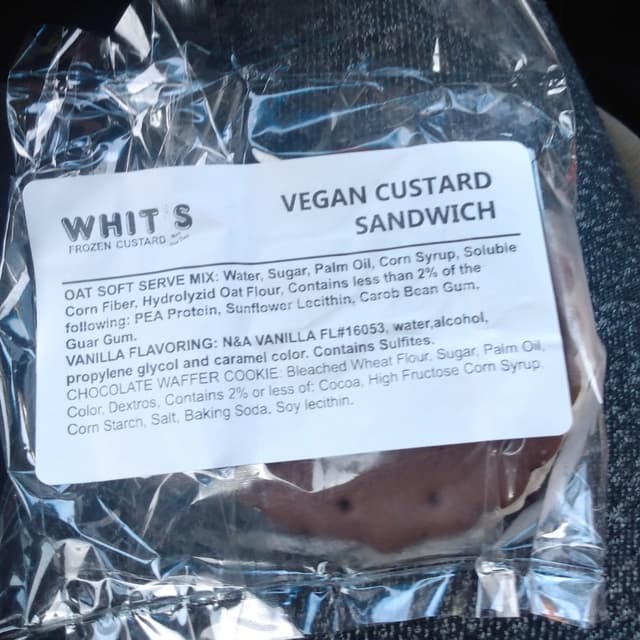 WHIT'S
FROZEN CUSTARD
VEGAN CUSTARD
SANDWICH
OAT SOFT SERVE MIX: Water, Sugar, Palm Oil, Corn Syrup, Soluble
Corn Fiber, Hydrolyzid Oat Flour, Contains less than 2% of the
following: PEA Protein, Sunflower Lecithin, Carob Bean Gum,
Guar Gum.
VANILLA FLAVORING: N&A VANILLA FL#16053, water,alcohol,
propylene glycol and caramel color. Contains Sulfites.
CHOCOLATE WAFFER COOKIE: Bleached Wheat Flour, Sugar, Palm Oil,
Color, Dextros, Contains 2% or less of: Cocoa, High Fructose Corn Syrup,
Corn Starch, Salt, Baking Soda, Soy lecithin.